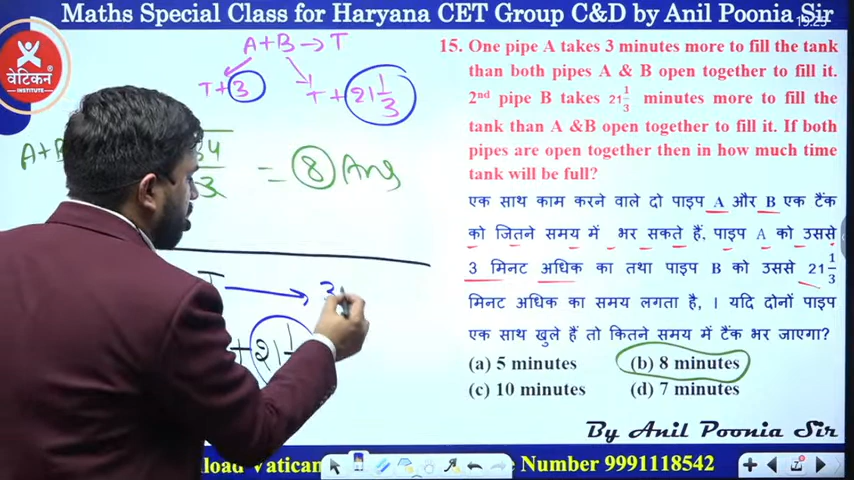 Maths Special Class for Haryana CET Group C&D by Anil Poonia Sir
वेटिकन
INSTITUTE
A+B → T
T+3
T + 21 1/3
= 8 Ans
15. One pipe A takes 3 minutes more to fill the tank
than both pipes A & B open together to fill it.
2nd pipe B takes 21 1/3 minutes more to fill the
tank than A &B open together to fill it. If both
pipes are open together then in how much time
tank will be full?
एक साथ काम करने वाले दो पाइप A और B एक टैंक
को जितने समय में भर सकते हैं, पाइप A को उससे
3 मिनट अधिक का तथा पाइप B को उससे 21 1/3
मिनट अधिक का समय लगता है, । यदि दोनों पाइप
एक साथ खुले हैं तो कितने समय में टैंक भर जाएगा?
(a) 5 minutes (b) 8 minutes
(c) 10 minutes (d) 7 minutes
By Anil Poonia Sir
Number 9991118542